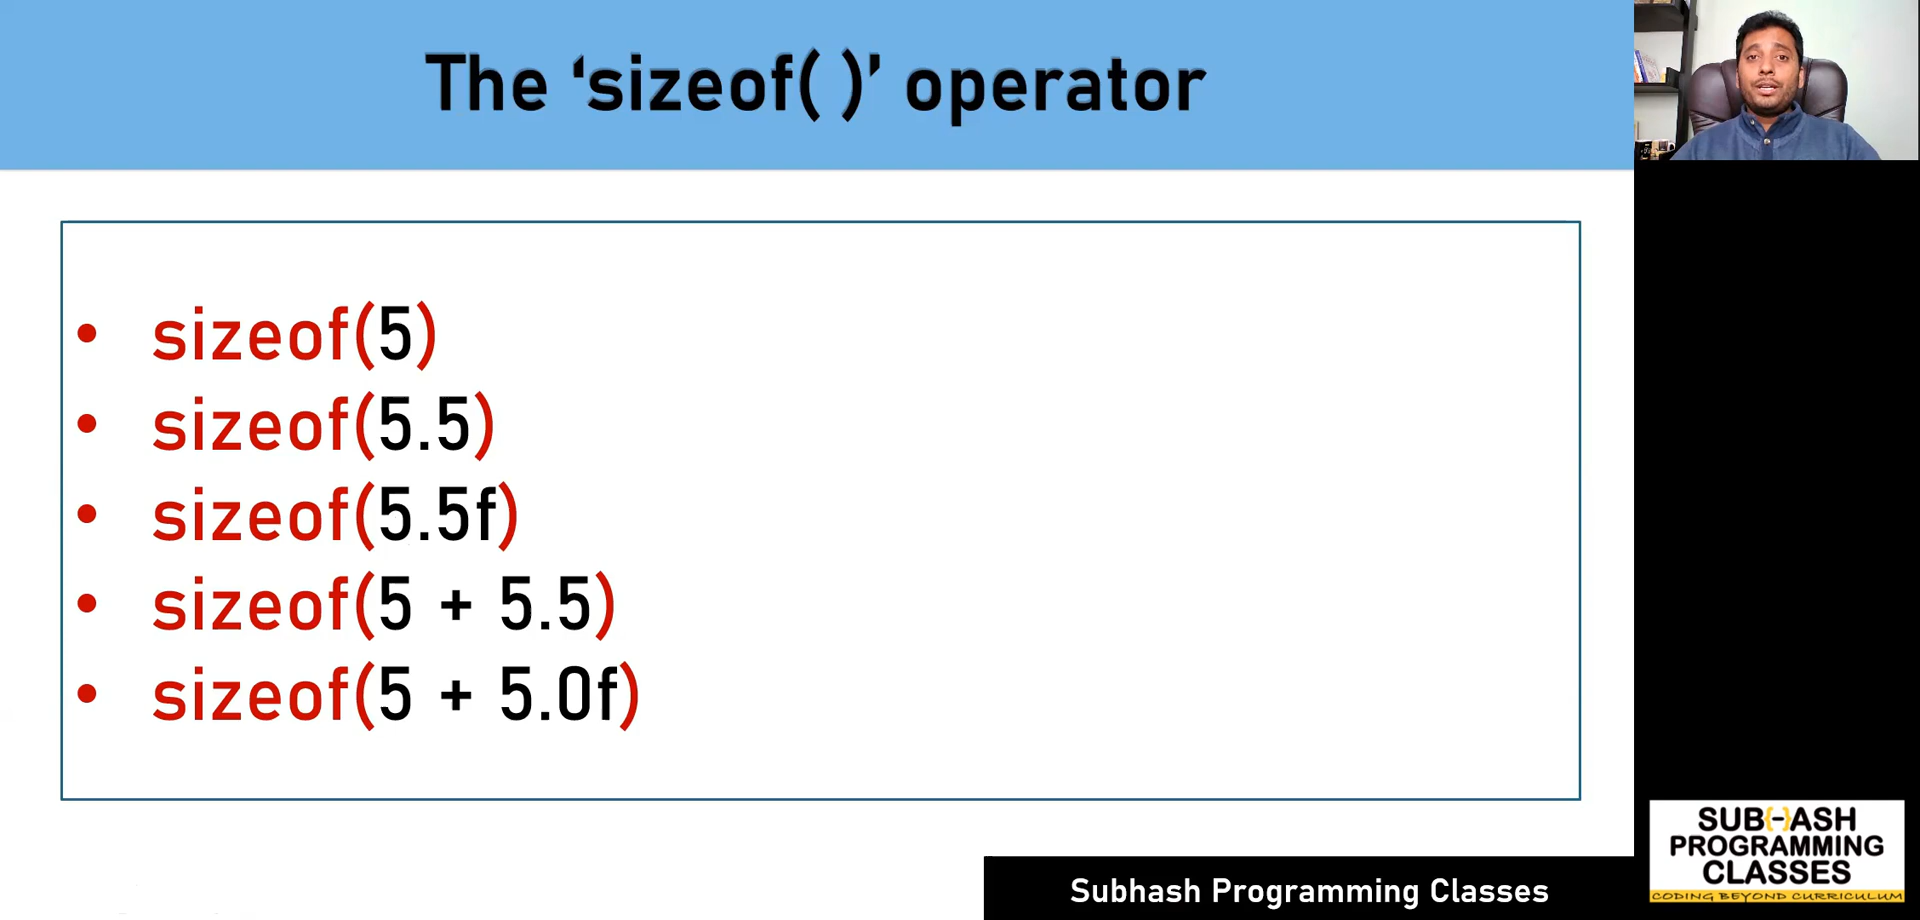 The ‘sizeof( )’ operator
• sizeof(5)
• sizeof(5.5)
• sizeof(5.5f)
• sizeof(5 + 5.5)
• sizeof(5 + 5.0f)
Subhash Programming Classes
SUB{-}ASH
PROGRAMMING
CLASSES
CODING BEYOND CURRICULUM